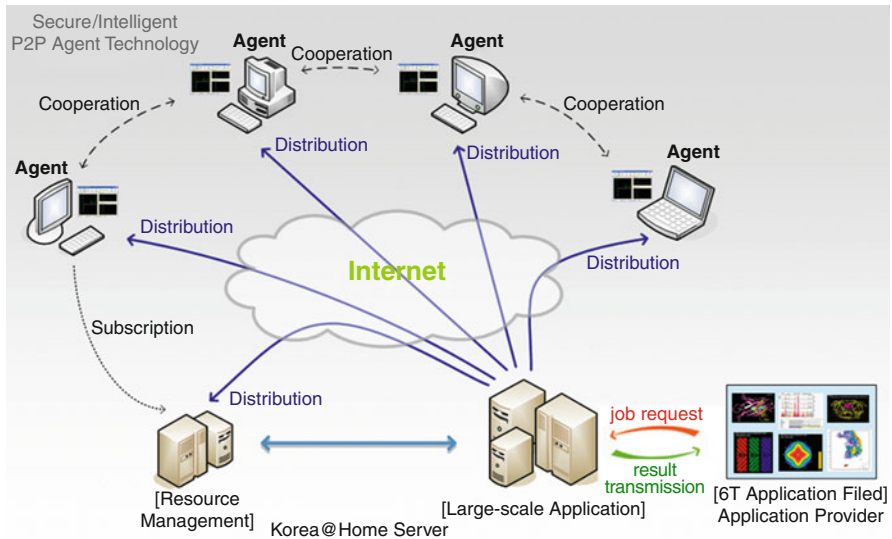 Secure/Intelligent
P2P Agent Technology
Agent
Cooperation
Agent
Cooperation
Cooperation
Distribution
Distribution
Agent
Agent
Distribution
Internet
Distribution
Subscription
Distribution
job request
result
transmission
[Resource
Management]
[Large-scale Application]
[6T Application Filed]
Application Provider
Korea@Home Server